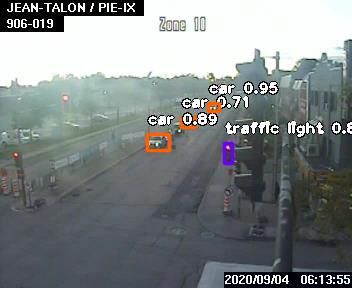 JEAN-TALON / PIE-IX
906-019
Zone 10
car 0.95
car 0.71
car 0.89
traffic light 0.8
2020/09/04 06:13:55